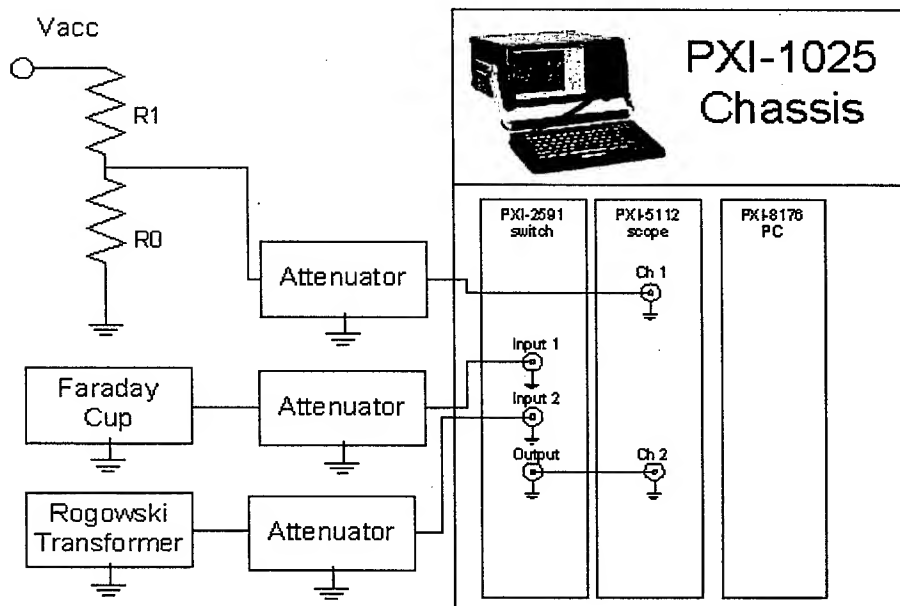 Vacc
R1
R0
Attenuator
Faraday
Cup
Attenuator
Rogowski
Transformer
Attenuator
PXI-1025
Chassis
PXI-2591
switch
Input 1
Input 2
Output
PXI-5112
scope
Ch 1
Ch 2
PXI-8176
PC